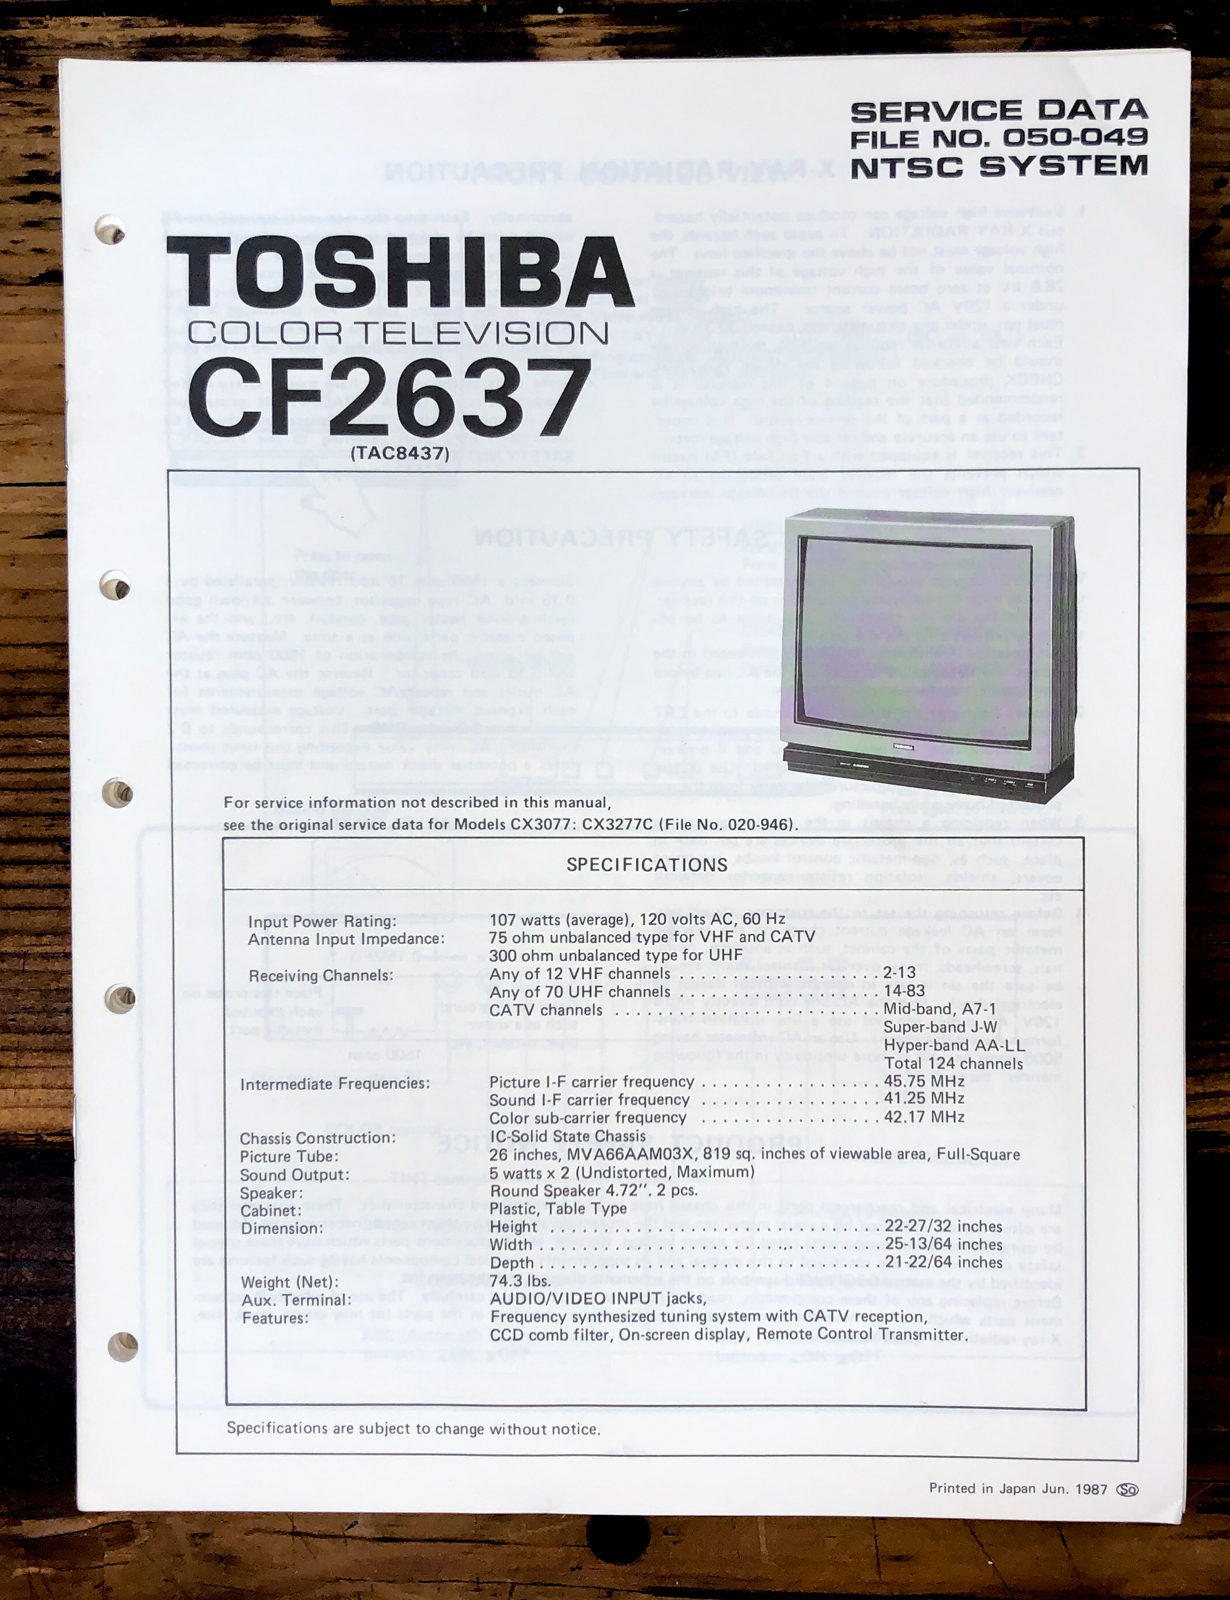 SERVICE DATA
FILE NO. 050-049
NTSC SYSTEM
TOSHIBA
COLOR TELEVISION
CF2637
(TAC8437)
For service information not described in this manual,
see the original service data for Models CX3077: CX3277C (File No. 020-946).
SPECIFICATIONS
Input Power Rating: 107 watts (average), 120 volts AC, 60 Hz
Antenna Input Impedance: 75 ohm unbalanced type for VHF and CATV
300 ohm unbalanced type for UHF
Receiving Channels: Any of 12 VHF channels . . . . . . . . . . . . . . . . . . . . 2-13
Any of 70 UHF channels . . . . . . . . . . . . . . . . . . . . 14-83
CATV channels . . . . . . . . . . . . . . . . . . . . . . . . . . . Mid-band, A7-1
Super-band J-W
Hyper-band AA-LL
Total 124 channels
Intermediate Frequencies: Picture I-F carrier frequency . . . . . . . . . . . . . . . . . 45.75 MHz
Sound I-F carrier frequency . . . . . . . . . . . . . . . . . 41.25 MHz
Color sub-carrier frequency . . . . . . . . . . . . . . . . . 42.17 MHz
Chassis Construction: IC-Solid State Chassis
Picture Tube: 26 inches, MVA66AAM03X, 819 sq. inches of viewable area, Full-Square
Sound Output: 5 watts x 2 (Undistorted, Maximum)
Speaker: Round Speaker 4.72″. 2 pcs.
Cabinet: Plastic, Table Type
Dimension: Height . . . . . . . . . . . . . . . . . . . . . . . . . . . . . . . . 22-27/32 inches
Width . . . . . . . . . . . . . . . . . . . . . . . . . . . . . . . . 25-13/64 inches
Depth . . . . . . . . . . . . . . . . . . . . . . . . . . . . . . . . 21-22/64 inches
Weight (Net): 74.3 lbs.
Aux. Terminal: AUDIO/VIDEO INPUT jacks,
Features: Frequency synthesized tuning system with CATV reception,
CCD comb filter, On-screen display, Remote Control Transmitter.
Specifications are subject to change without notice.
Printed in Japan Jun. 1987 So